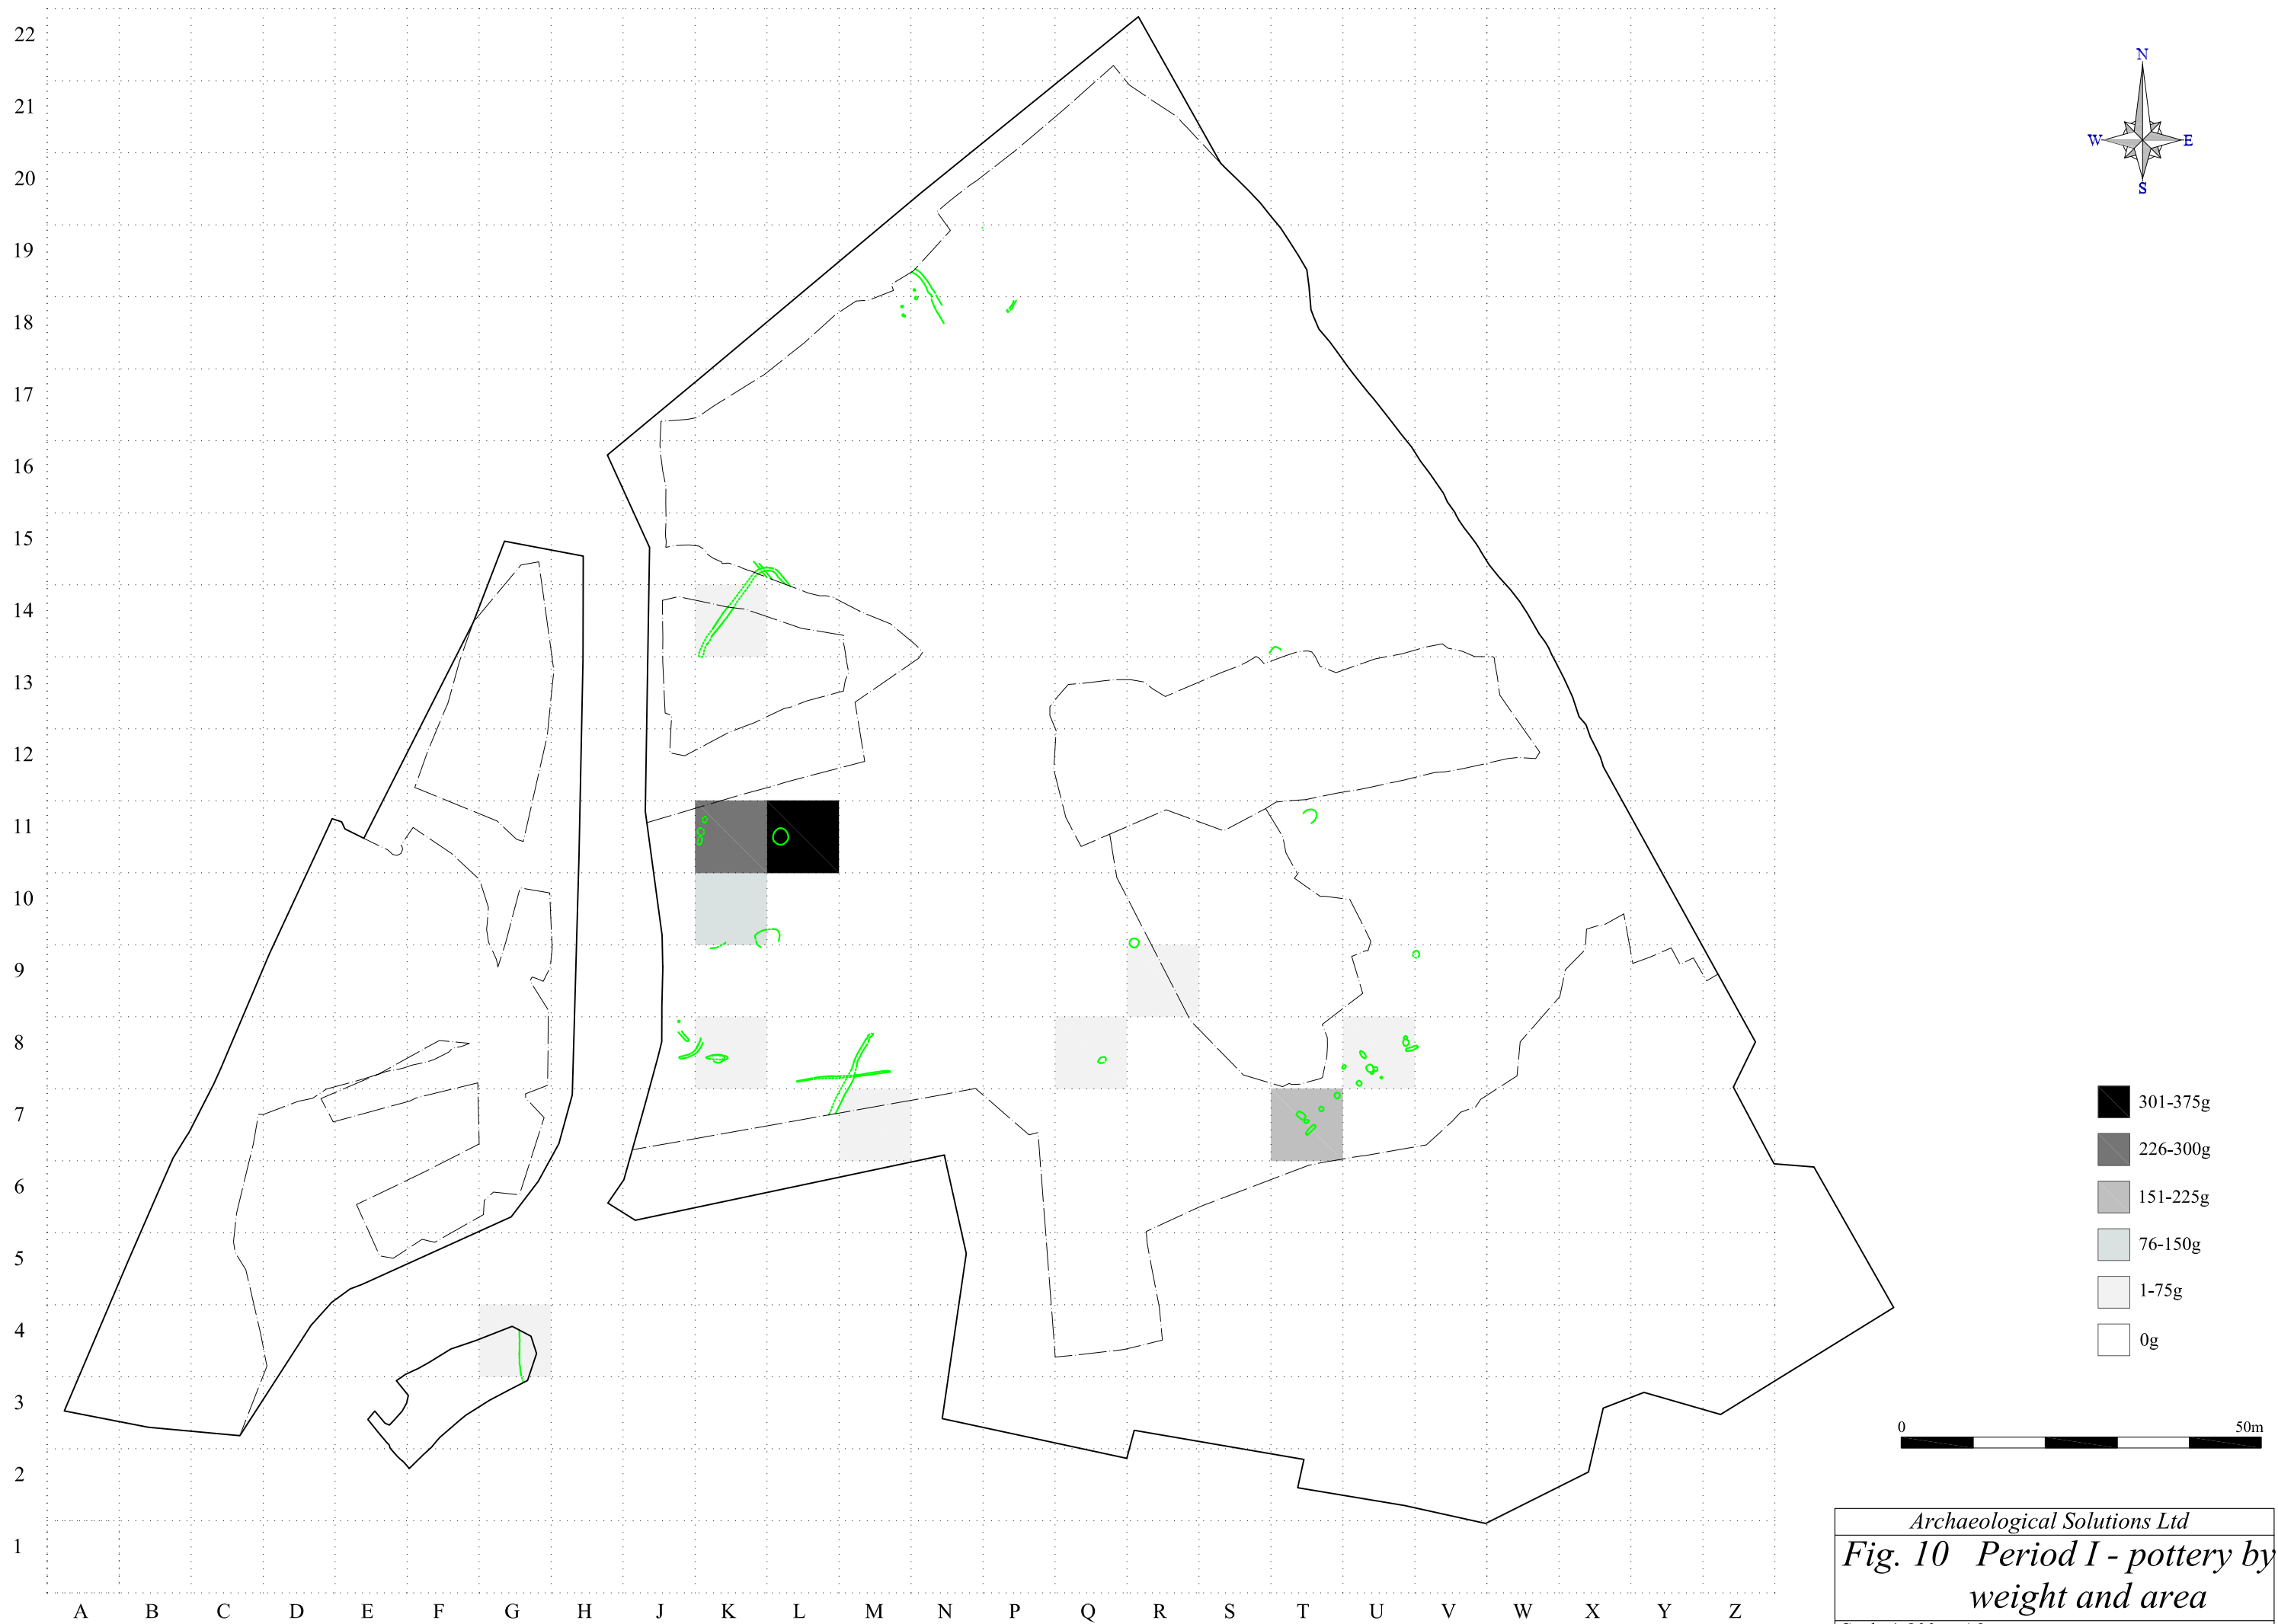 22
21
20
19
18
17
16
15
14
13
12
11
10
9
8
7
6
5
4
3
2
1
A B C D E F G H J K L M N P Q R S T U V W X Y Z
N
W E
S
301-375g
226-300g
151-225g
76-150g
1-75g
0g
0 50m
Archaeological Solutions Ltd
Fig. 10 Period I - pottery by
weight and area